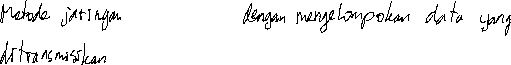 Metode jaringan dengan mengelompokan data yang
ditransmisikan